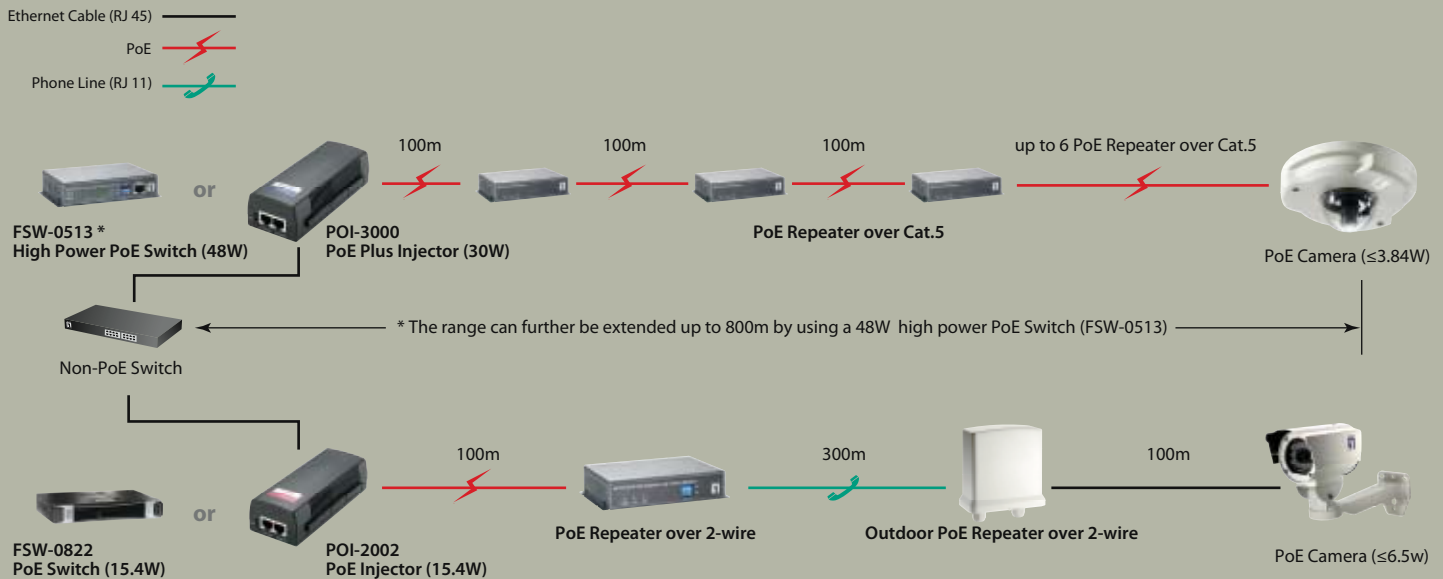 Ethernet Cable (RJ 45)
PoE
Phone Line (RJ 11)
100m
100m
100m
up to 6 PoE Repeater over Cat.5
or
FSW-0513 *
High Power PoE Switch (48W)
POI-3000
PoE Plus Injector (30W)
PoE Repeater over Cat.5
PoE Camera (≤3.84W)
* The range can further be extended up to 800m by using a 48W high power PoE Switch (FSW-0513)
Non-PoE Switch
100m
300m
100m
or
PoE Repeater over 2-wire
Outdoor PoE Repeater over 2-wire
FSW-0822
PoE Switch (15.4W)
POI-2002
PoE Injector (15.4W)
PoE Camera (≤6.5w)